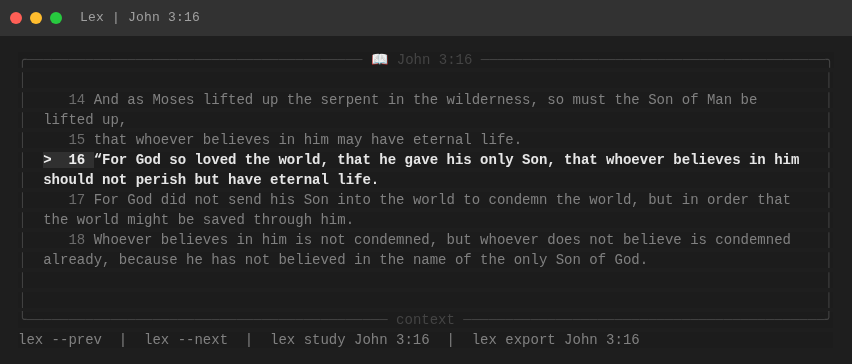 Lex | John 3:16
📖 John 3:16
14 And as Moses lifted up the serpent in the wilderness, so must the Son of Man be
lifted up,
15 that whoever believes in him may have eternal life.
> 16 “For God so loved the world, that he gave his only Son, that whoever believes in him
should not perish but have eternal life.
17 For God did not send his Son into the world to condemn the world, but in order that
the world might be saved through him.
18 Whoever believes in him is not condemned, but whoever does not believe is condemned
already, because he has not believed in the name of the only Son of God.
context
lex --prev | lex --next | lex study John 3:16 | lex export John 3:16